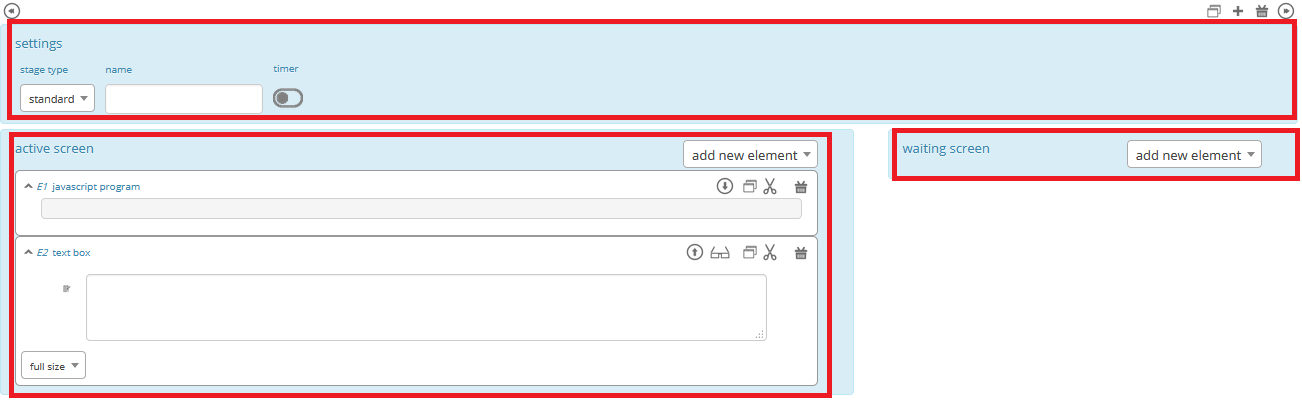 settings
stage type name timer
standard
active screen
add new element
E1 javascript program
E2 text box
full size
waiting screen
add new element